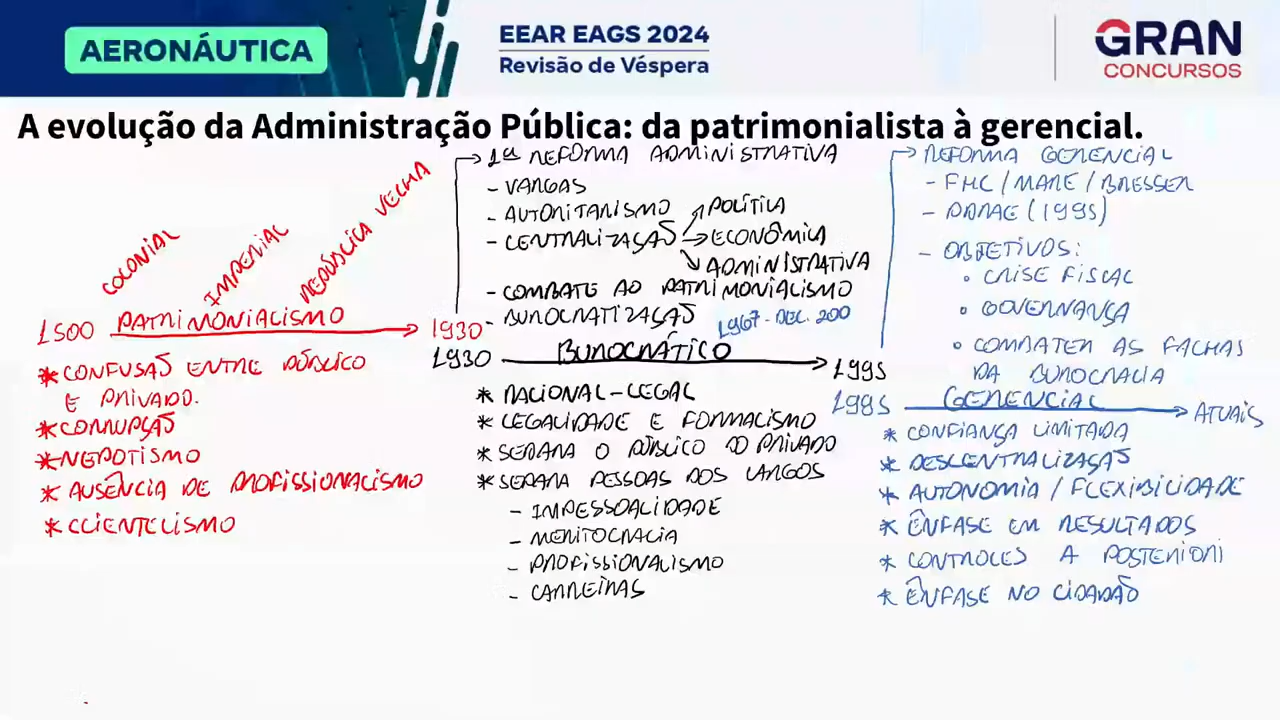 AERONÁUTICA
EEAR EAGS 2024
Revisão de Véspera
GRAN
CONCURSOS
A evolução da Administração Pública: da patrimonialista à gerencial.
COLONIAL
IMPERIAL
REPÚBLICA VELHA
1500 PATRIMONIALISMO 1930
* CONFUSÃO ENTRE PÚBLICO
E PRIVADO.
* CORRUPÇÃO
* NEPOTISMO
* AUSÊNCIA DE PROFISSIONALISMO
* CLIENTELISMO
1ª REFORMA ADMINISTRATIVA
- VARGAS
- AUTORITARISMO
- CENTRALIZAÇÃO → POLÍTICA
→ ECONÔMICA
→ ADMINISTRATIVA
- COMBATE AO PATRIMONIALISMO
- BUROCRATIZAÇÃO
1967 - DEC. 200
1930 BUROCRÁTICO 1995
* RACIONAL-LEGAL
* LEGALIDADE E FORMALISMO
* SEPARA O PÚBLICO DO PRIVADO
* SEPARA PESSOAS DOS CARGOS
- IMPESSOALIDADE
- MERITOCRACIA
- PROFISSIONALISMO
- CARREIRAS
REFORMA GERENCIAL
- FHC / MARE / BRESSER
- PDRAE (1995)
- OBJETIVOS:
• CRISE FISCAL
• GOVERNANÇA
• COMBATER AS FALHAS
DA BUROCRACIA
1995 GERENCIAL ATUAIS
* CONFIANÇA LIMITADA
* DESCENTRALIZAÇÃO
* AUTONOMIA / FLEXIBILIDADE
* ÊNFASE EM RESULTADOS
* CONTROLES A POSTERIORI
* ÊNFASE NO CIDADÃO